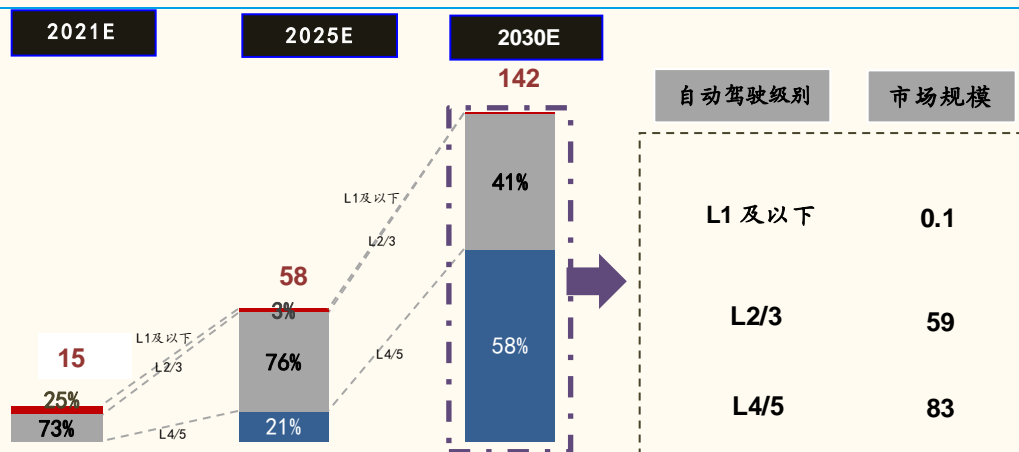 2021E
2025E
2030E
142
自动驾驶级别
市场规模
41%
L1及以下
L1 及以下
0.1
L2/3
58
3%
L2/3
59
L1及以下
58%
15
L4/5
76%
L2/3
25%
L4/5
83
73%
21%
L4/5